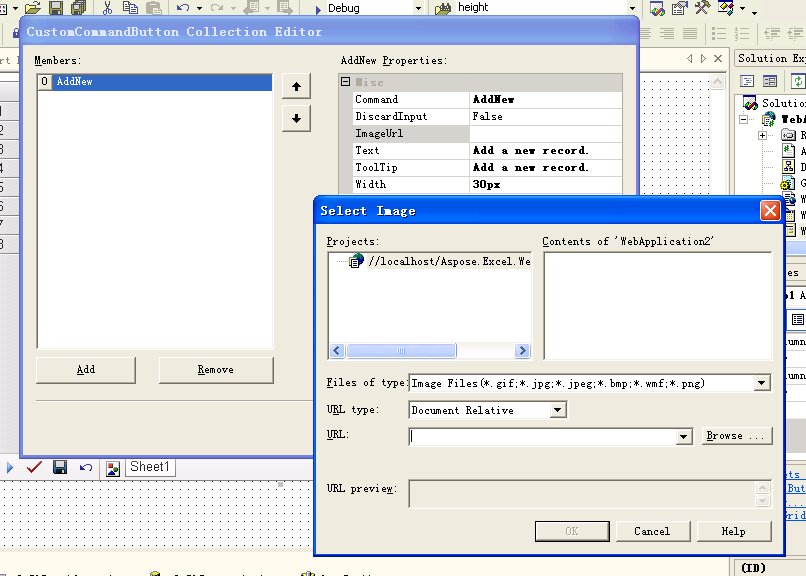 Debug
height
CustomCommandButton Collection Editor
Members:
AddNew Properties:
0 AddNew
Misc
Command AddNew
DiscardInput False
ImageUrl
Text Add a new record.
ToolTip Add a new record.
Width 30px
Add
Remove
Sheet1
Select Image
Projects:
Contents of 'WebApplication2'
//localhost/Aspose.Excel.We
Files of type:
Image Files(*.gif;*.jpg;*.jpeg;*.bmp;*.wmf;*.png)
URL type:
Document Relative
URL:
Browse ...
URL preview:
OK
Cancel
Help
Solution Ex
Solutio
WebA
(ID)